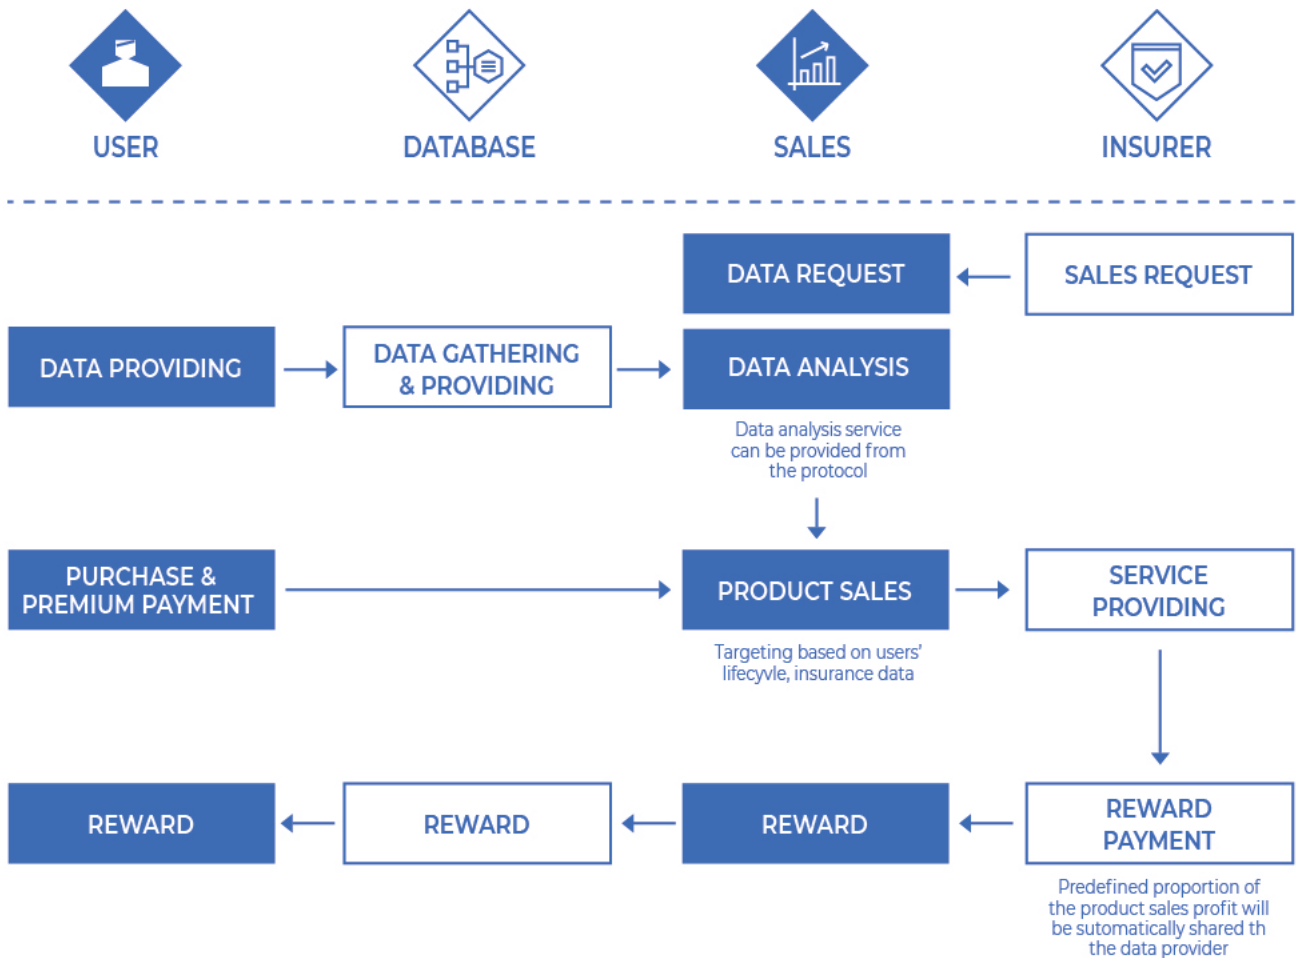 USER
DATABASE
SALES
INSURER
DATA REQUEST
SALES REQUEST
DATA PROVIDING
DATA GATHERING
& PROVIDING
DATA ANALYSIS
Data analysis service
can be provided from
the protocol
PURCHASE &
PREMIUM PAYMENT
PRODUCT SALES
SERVICE
PROVIDING
Targeting based on users’
lifecyvle, insurance data
REWARD
REWARD
REWARD
REWARD
PAYMENT
Predefined proportion of
the product sales profit will
be sutomatically shared th
the data provider